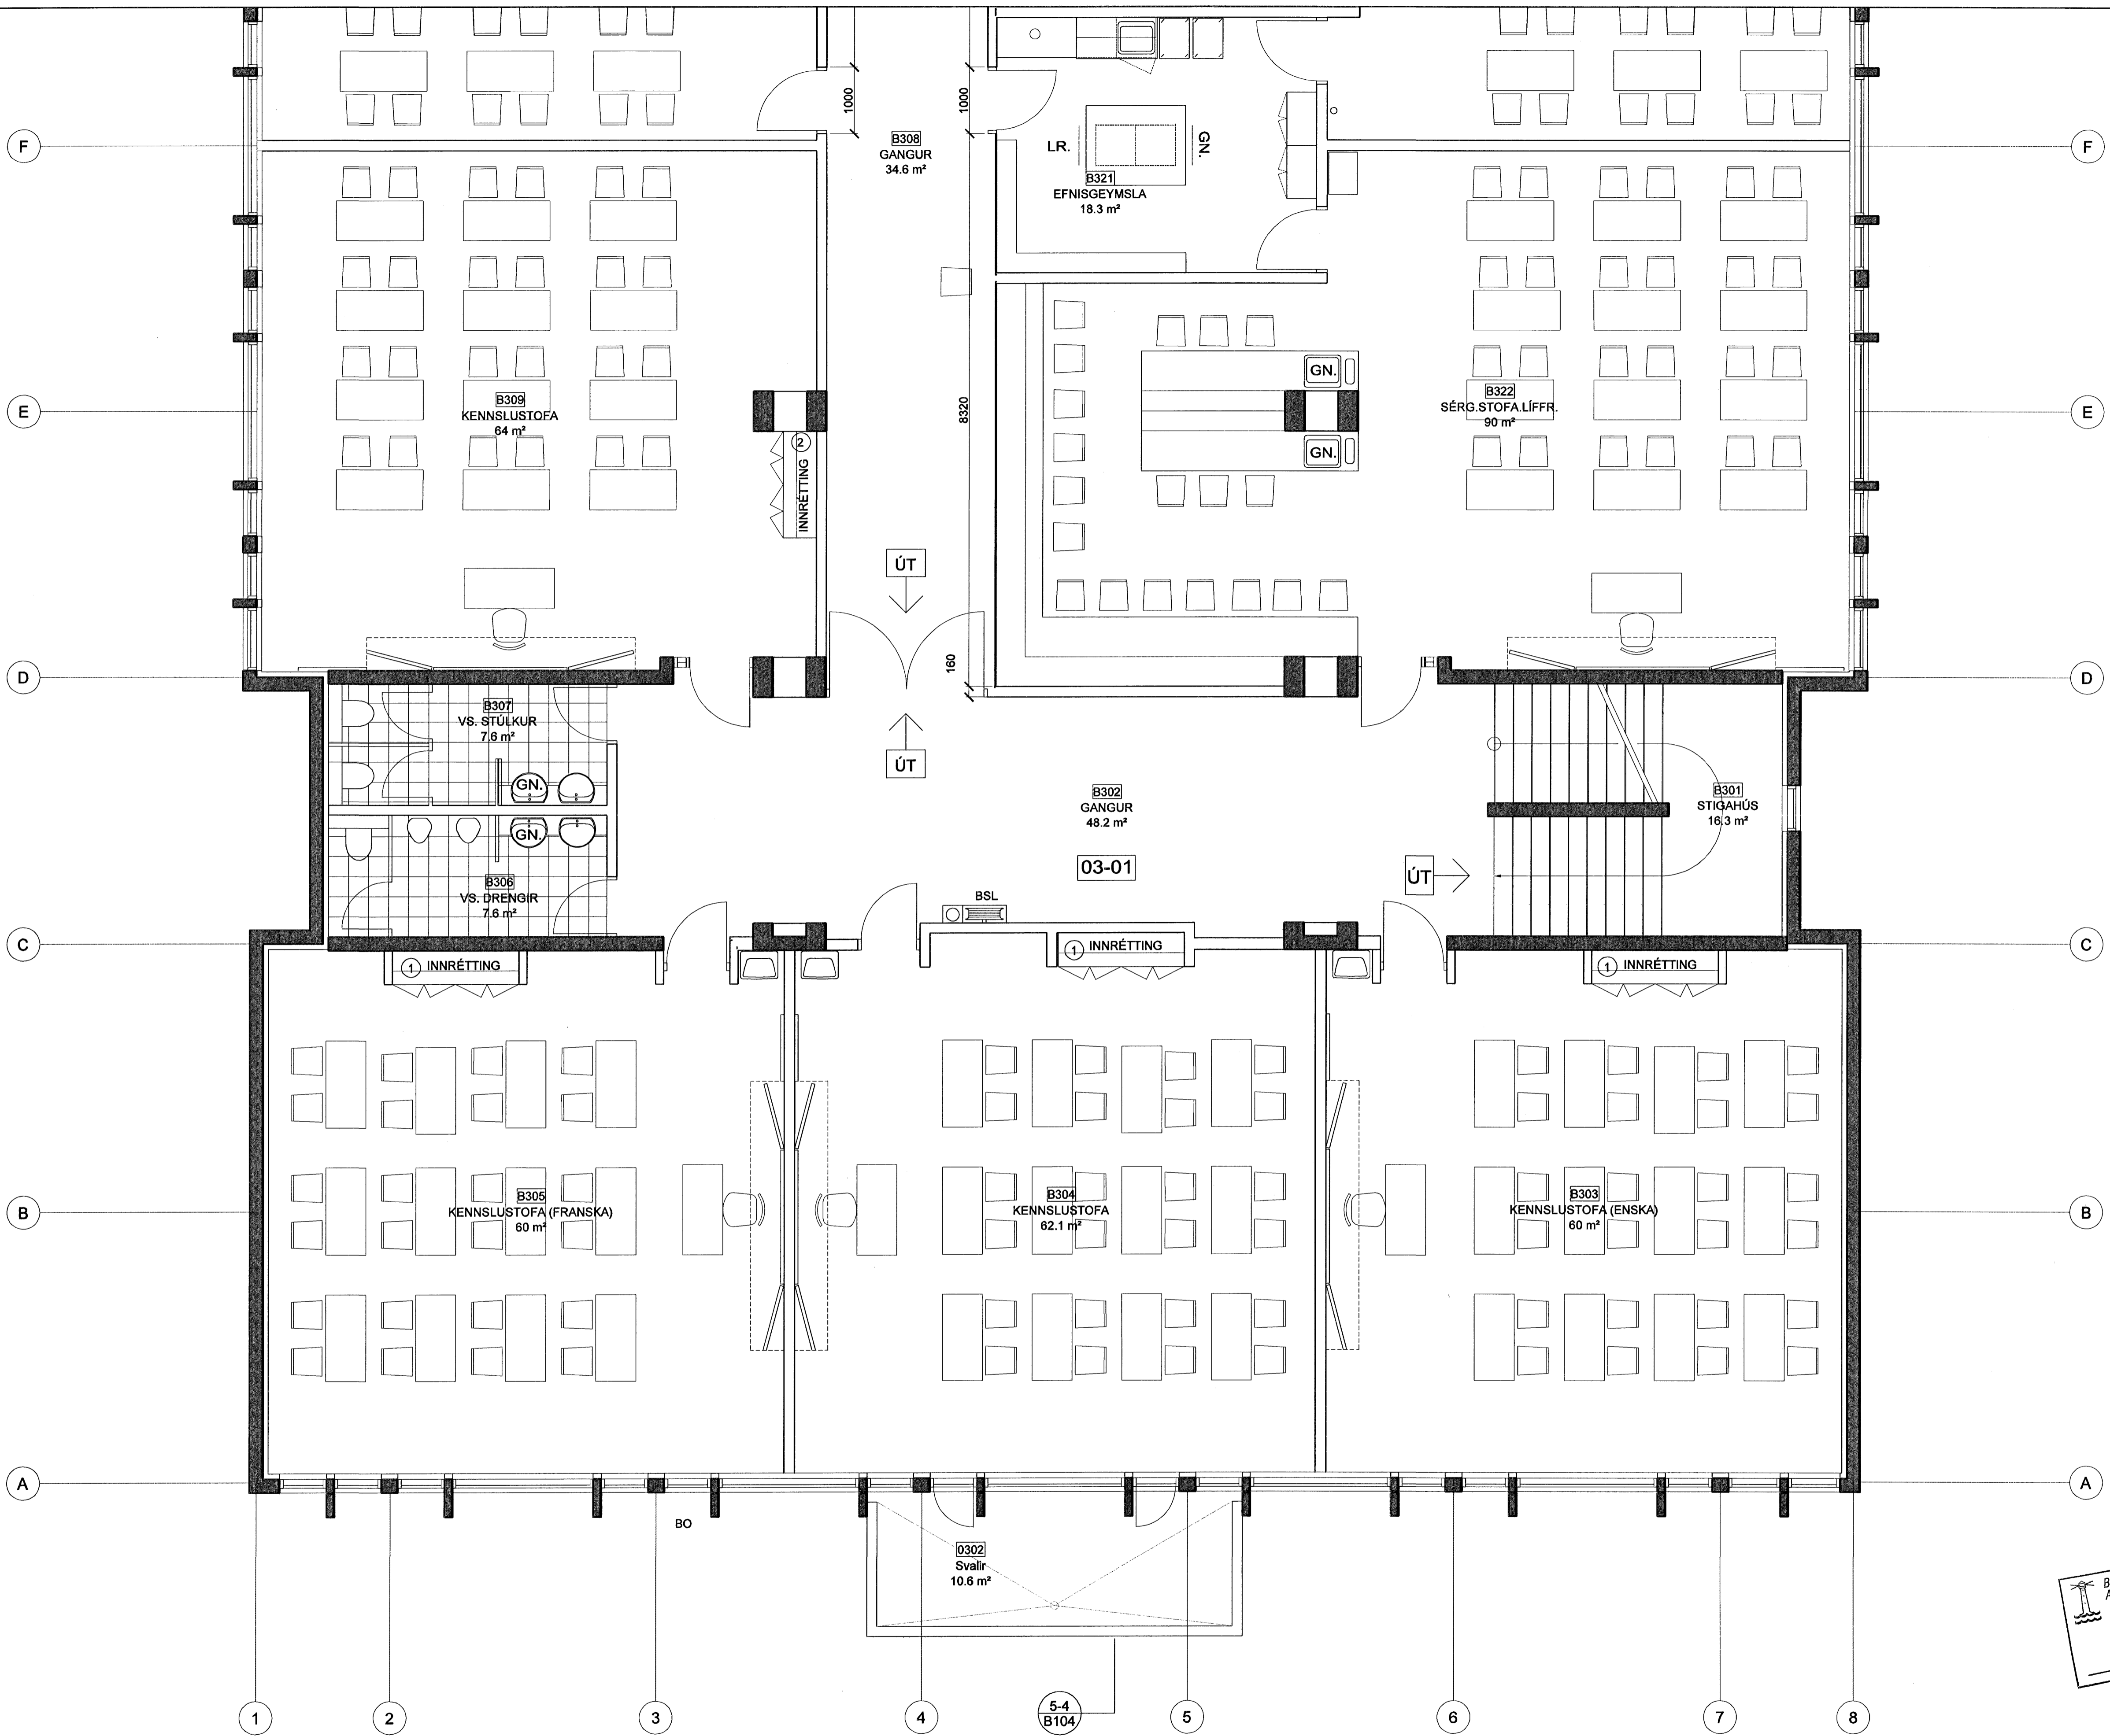 1000
1000
F
B308
GANGUR
34.6 m²
LR.
GN.
B321
EFNISGEYMSLA
18.3 m²
F
E
B309
KENNSLUSTOFA
64 m²
2
INNRÉTTING
8320
GN.
GN.
B322
SÉRG.STOFA.LÍFFR.
90 m²
E
ÚT
160
D
D
B307
VS. STÚLKUR
7.6 m²
GN.
ÚT
B302
GANGUR
48.2 m²
B301
STIGAHÚS
16.3 m²
GN.
03-01
ÚT
B306
VS. DRENGIR
7.6 m²
BSL
C
C
1 INNRÉTTING
1 INNRÉTTING
1 INNRÉTTING
B
B305
KENNSLUSTOFA (FRANSKA)
60 m²
B304
KENNSLUSTOFA
62.1 m²
B303
KENNSLUSTOFA (ENSKA)
60 m²
B
A
A
BO
0302
Svalir
10.6 m²
B
A
1
2
3
4
5-4
B104
5
6
7
8